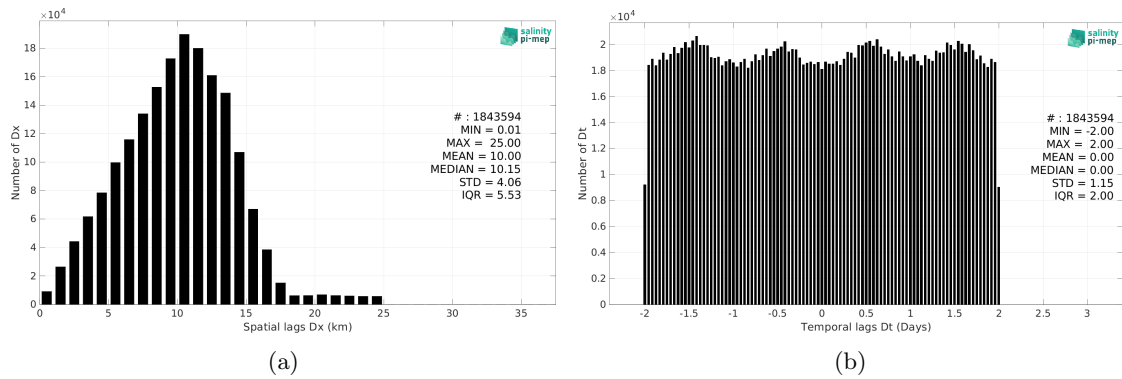 ×10⁴
18
16
14
12
10
8
6
4
2
0
Number of Dx
0 5 10 15 20 25 30 35
Spatial lags Dx (km)
salinity
pi-mep
# : 1843594
MIN = 0.01
MAX = 25.00
MEAN = 10.00
MEDIAN = 10.15
STD = 4.06
IQR = 5.53
(a)
×10⁴
2
1.8
1.6
1.4
1.2
1
0.8
0.6
0.4
0.2
0
Number of Dt
-2 -1.5 -1 -0.5 0 0.5 1 1.5 2 2.5 3
Temporal lags Dt (Days)
salinity
pi-mep
# : 1843594
MIN = -2.00
MAX = 2.00
MEAN = 0.00
MEDIAN = 0.00
STD = 1.15
IQR = 2.00
(b)